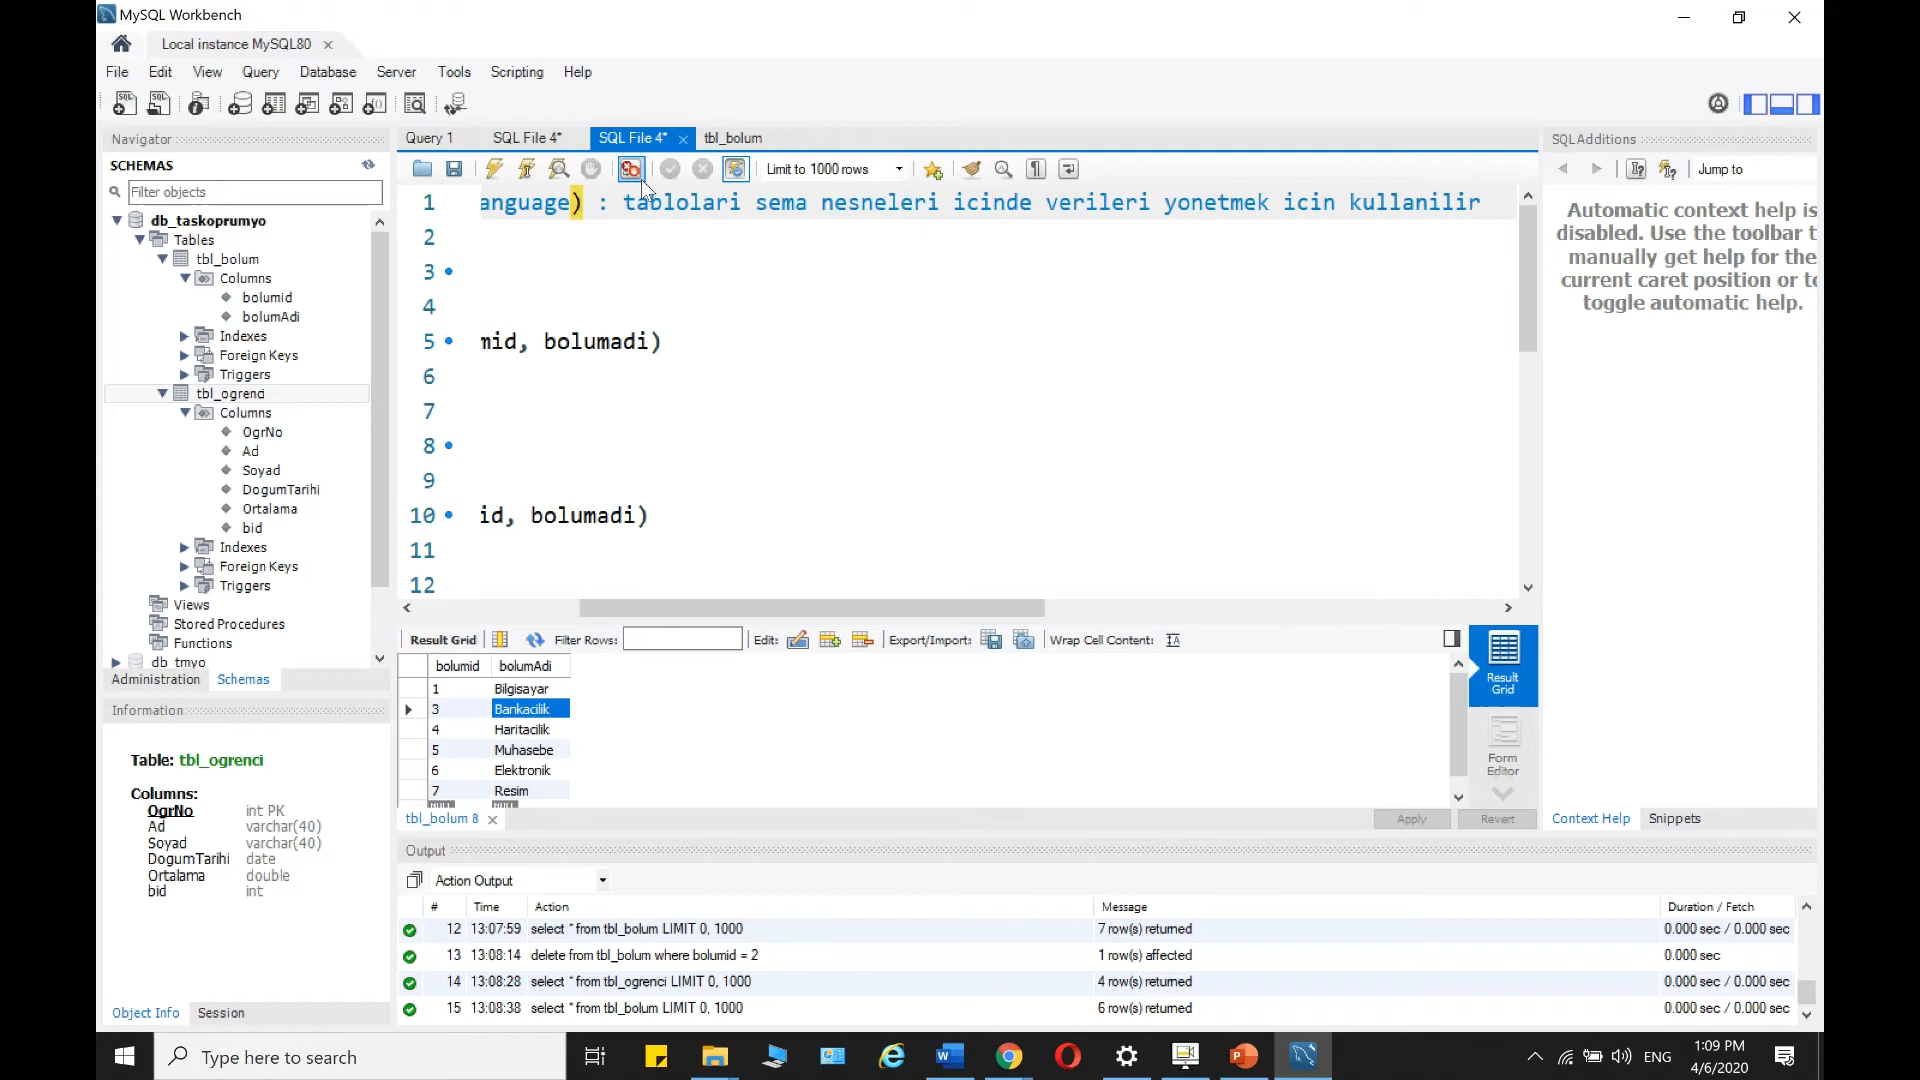 MySQL Workbench
Local instance MySQL80
File Edit View Query Database Server Tools Scripting Help
Navigator
SCHEMAS
Filter objects
db_taskoprumyo
Tables
tbl_bolum
Columns
bolumid
bolumAdi
Indexes
Foreign Keys
Triggers
tbl_ogrenci
Columns
OgrNo
Ad
Soyad
DogumTarihi
Ortalama
bid
Indexes
Foreign Keys
Triggers
Views
Stored Procedures
Functions
db_tmyo
Administration Schemas
Information
Table: tbl_ogrenci
Columns:
OgrNo int PK
Ad varchar(40)
Soyad varchar(40)
DogumTarihi date
Ortalama double
bid int
Object Info Session
Query 1 SQL File 4* SQL File 4* tbl_bolum
Limit to 1000 rows
1 anguage) : tablolari sema nesneleri icinde verileri yonetmek icin kullanilir
2
3
4
5 mid, bolumadi)
6
7
8
9
10 id, bolumadi)
11
12
Result Grid Filter Rows: Edit: Export/Import: Wrap Cell Content:
bolumid bolumAdi
1 Bilgisayar
3 Bankacilik
4 Haritacilik
5 Muhasebe
6 Elektronik
7 Resim
NULL NULL
Result Grid
Form Editor
tbl_bolum 8
Apply Revert
SQLAdditions
Jump to
Automatic context help is
disabled. Use the toolbar t
manually get help for the
current caret position or to
toggle automatic help.
Context Help Snippets
Output
Action Output
# Time Action Message Duration / Fetch
12 13:07:59 select * from tbl_bolum LIMIT 0, 1000 7 row(s) returned 0.000 sec / 0.000 sec
13 13:08:14 delete from tbl_bolum where bolumid = 2 1 row(s) affected 0.000 sec
14 13:08:28 select * from tbl_ogrenci LIMIT 0, 1000 4 row(s) returned 0.000 sec / 0.000 sec
15 13:08:38 select * from tbl_bolum LIMIT 0, 1000 6 row(s) returned 0.000 sec / 0.000 sec
Type here to search
ENG
1:09 PM
4/6/2020